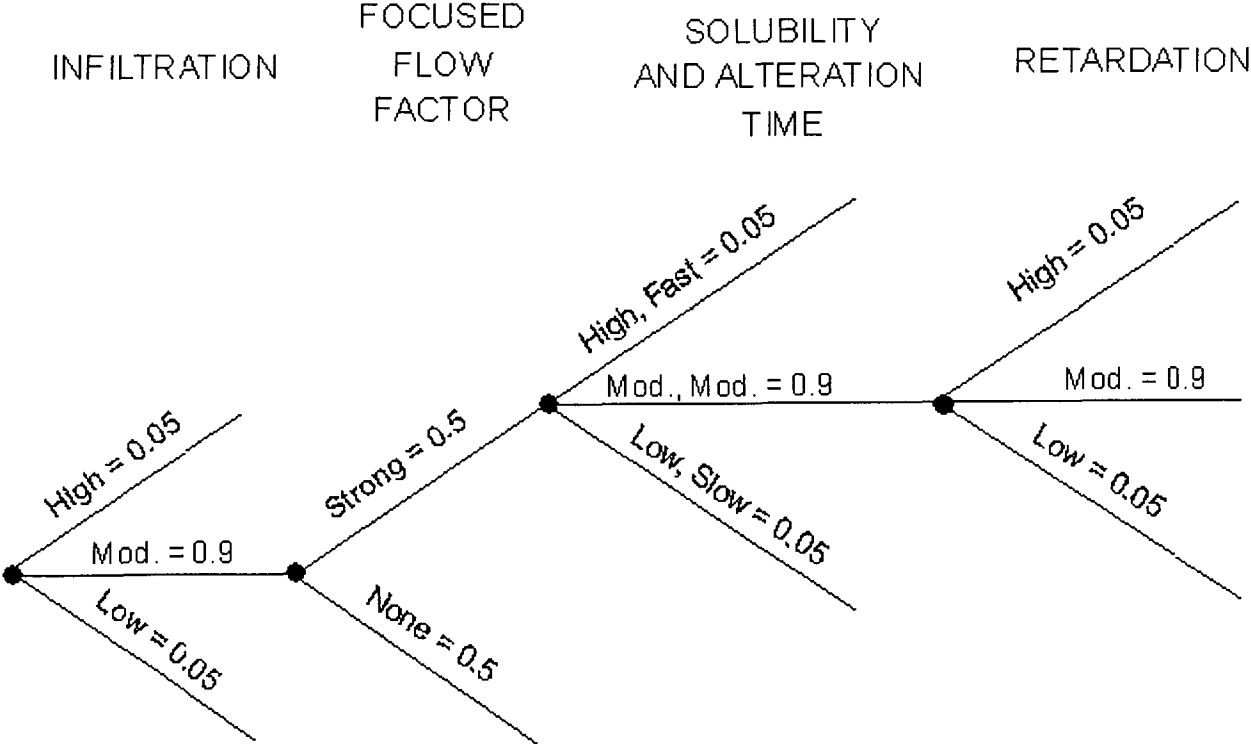 INFILTRATION
FOCUSED
FLOW
FACTOR
SOLUBILITY
AND ALTERATION
TIME
RETARDATION
High = 0.05
Mod. = 0.9
Low = 0.05
Strong = 0.5
None = 0.5
High, Fast = 0.05
Mod., Mod. = 0.9
Low, Slow = 0.05
High = 0.05
Mod. = 0.9
Low = 0.05